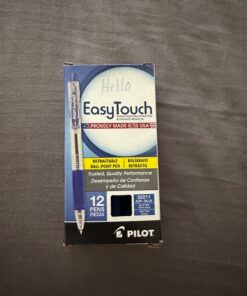 Hello
EasyTouch
PROUDLY MADE IN THE USA
RETRACTABLE
BALL POINT PEN
BOLÍGRAFO
RETRÁCTIL
Trusted, Quality Performance
Desempeño de Confianza
y de Calidad
12
PENS
PIEZAS
32211
PILOT